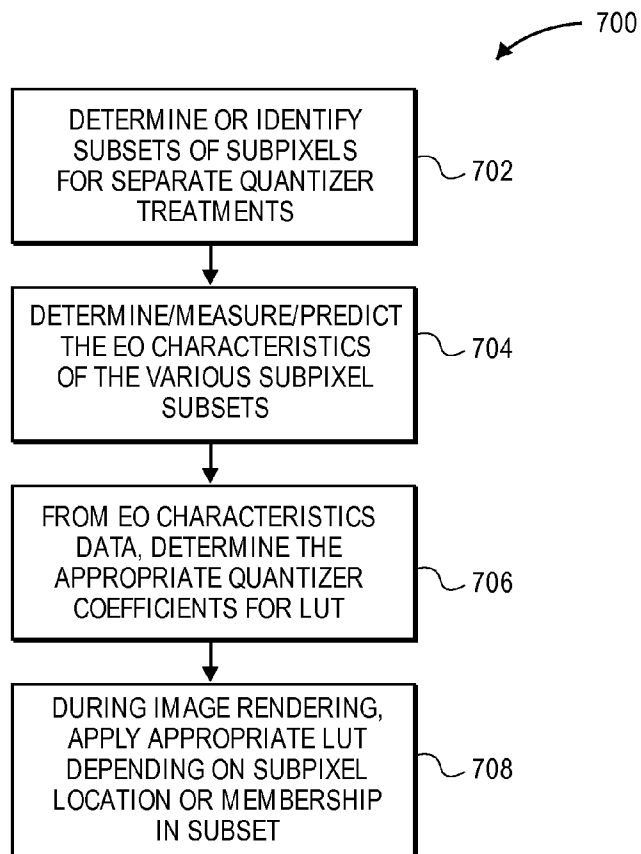 700
DETERMINE OR IDENTIFY
SUBSETS OF SUBPIXELS
FOR SEPARATE QUANTIZER
TREATMENTS
702
DETERMINE/MEASURE/PREDICT
THE EO CHARACTERISTICS
OF THE VARIOUS SUBPIXEL
SUBSETS
704
FROM EO CHARACTERISTICS
DATA, DETERMINE THE
APPROPRIATE QUANTIZER
COEFFICIENTS FOR LUT
706
DURING IMAGE RENDERING,
APPLY APPROPRIATE LUT
DEPENDING ON SUBPIXEL
LOCATION OR MEMBERSHIP
IN SUBSET
708